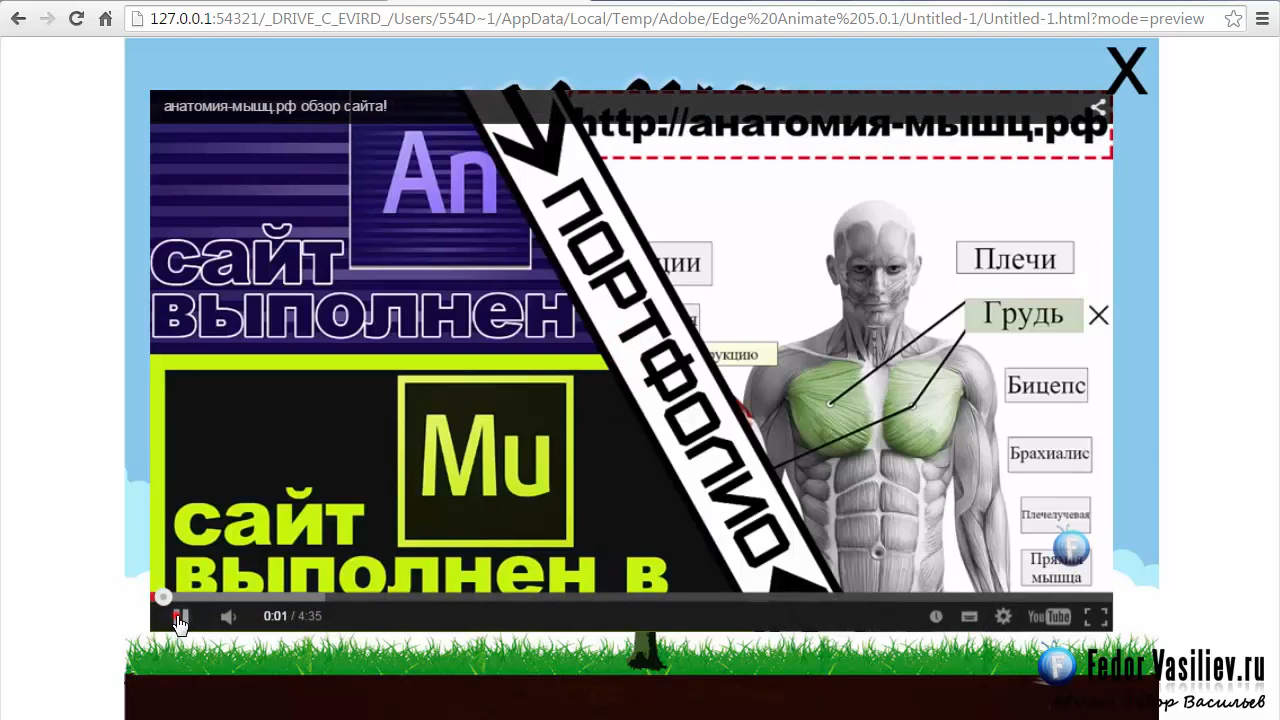 127.0.0.1:54321/_DRIVE_C_EVIRD_/Users/554D~1/AppData/Local/Temp/Adobe/Edge%20Animate%205.0.1/Untitled-1/Untitled-1.html?mode=preview
X
анатомия-мышц.рф обзор сайта!
http://анатомия-мышц.рф
An
сайт
выполнен
ПОРТФОЛИО
Плечи
Грудь
Бицепс
Брахиалис
Плечелучевая
Прямая
мышца
Mu
сайт
выполнен в
0:01 / 4:35
YouTube
Fedor Vasiliev.ru
Васильев